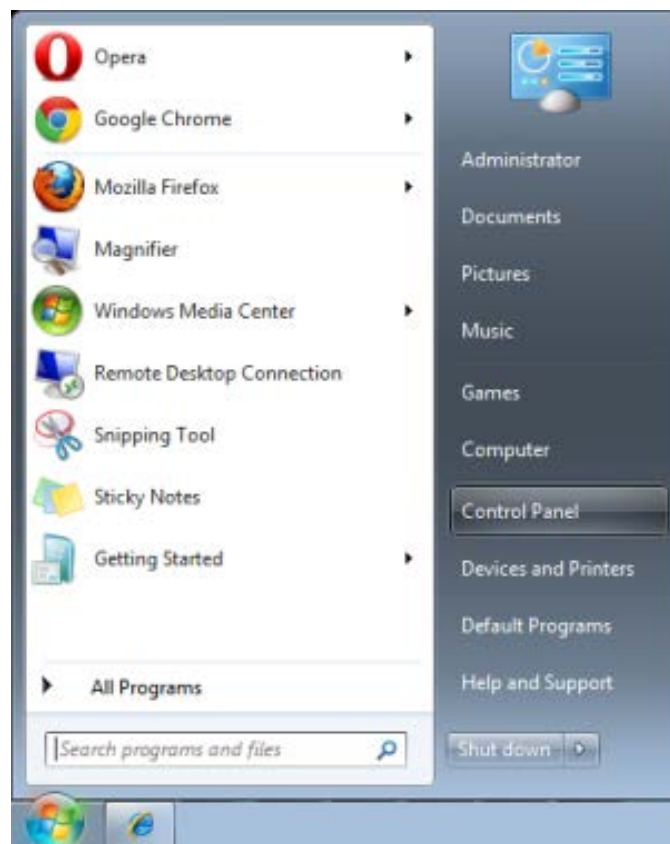 Opera
Google Chrome
Mozilla Firefox
Magnifier
Windows Media Center
Remote Desktop Connection
Snipping Tool
Sticky Notes
Getting Started
All Programs
Search programs and files
Administrator
Documents
Pictures
Music
Games
Computer
Control Panel
Devices and Printers
Default Programs
Help and Support
Shut down